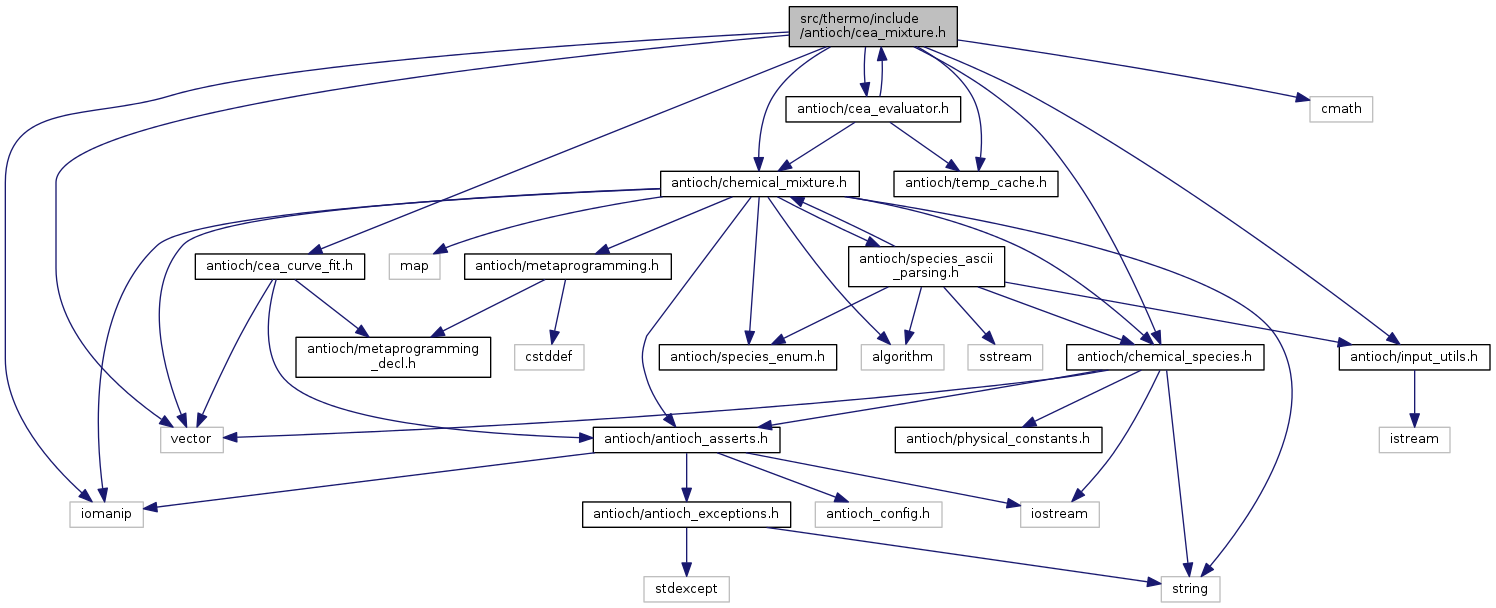 src/thermo/include
/antioch/cea_mixture.h
antioch/cea_evaluator.h
cmath
antioch/chemical_mixture.h
antioch/temp_cache.h
antioch/cea_curve_fit.h
map
antioch/metaprogramming.h
antioch/species_ascii
_parsing.h
antioch/metaprogramming
_decl.h
cstddef
antioch/species_enum.h
algorithm
sstream
antioch/chemical_species.h
antioch/input_utils.h
vector
antioch/antioch_asserts.h
antioch/physical_constants.h
istream
iomanip
antioch/antioch_exceptions.h
antioch_config.h
iostream
stdexcept
string